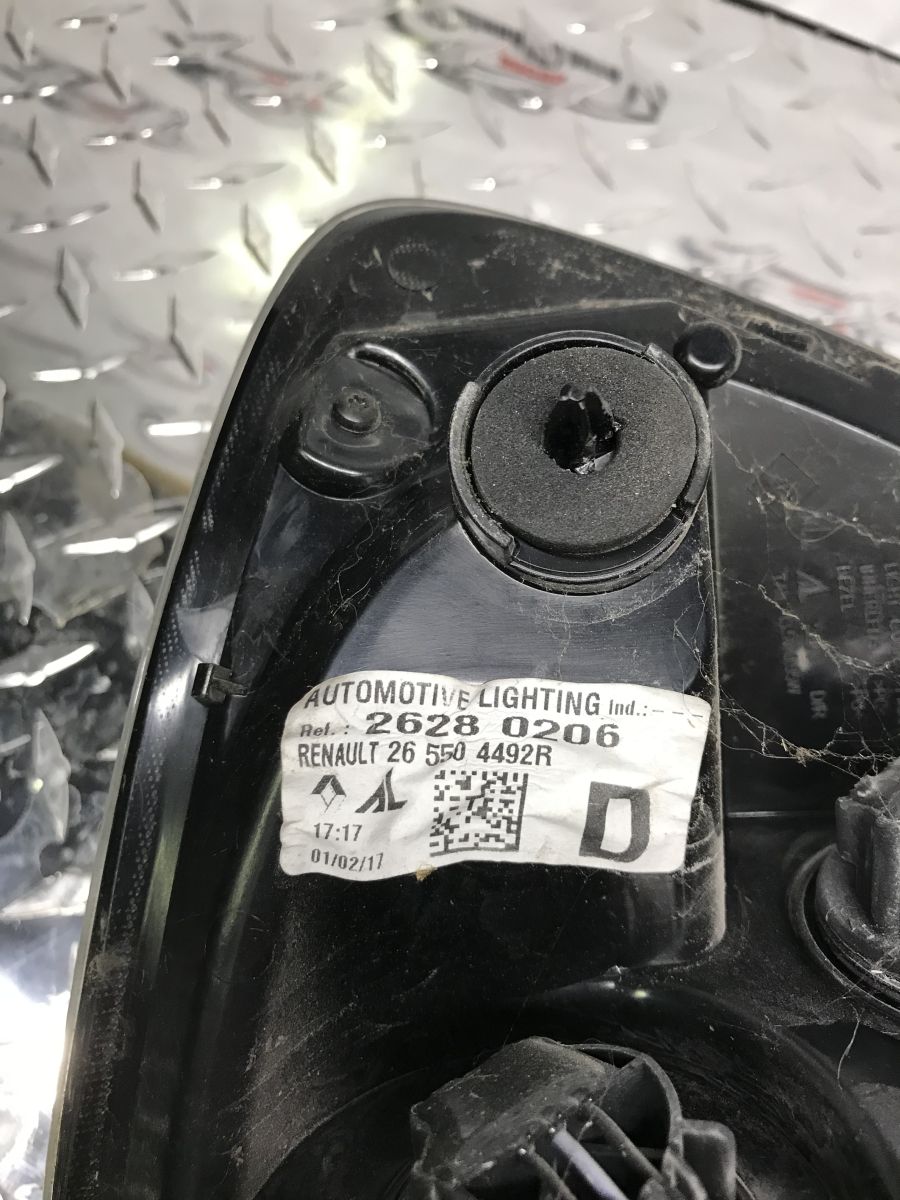 AUTOMOTIVE LIGHTING Ind.:---
Ref.: 2628 0206
RENAULT 26 550 4492R
D
17:17
01/02/17